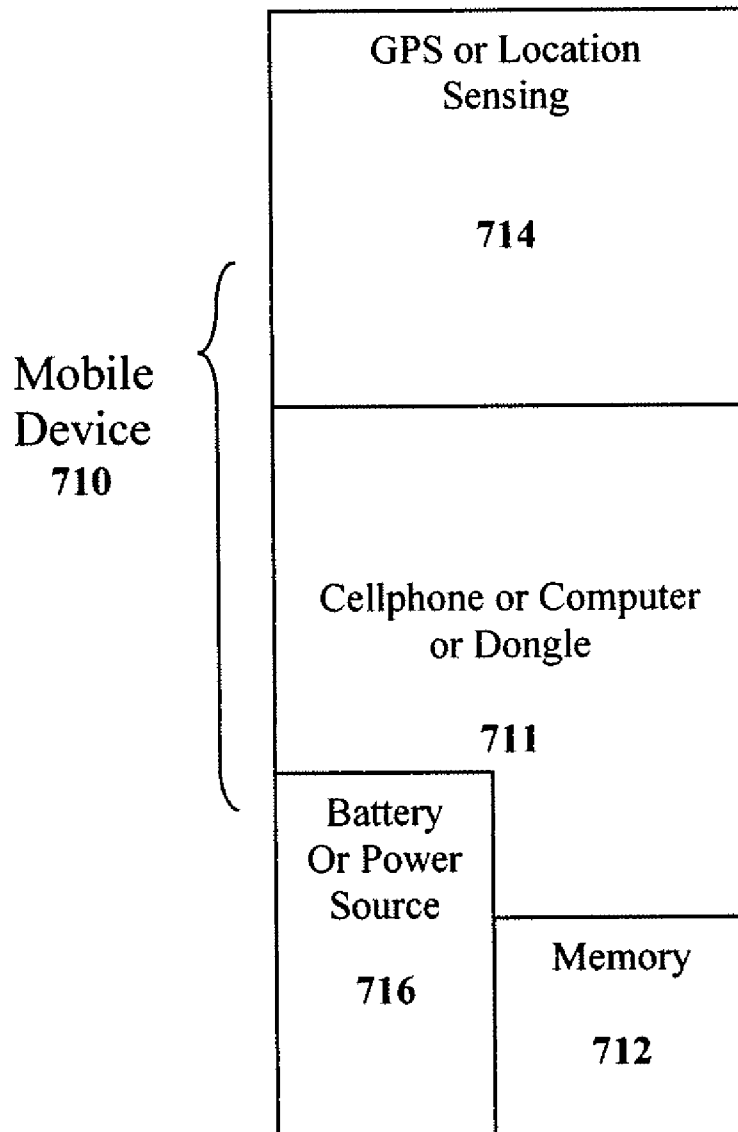 GPS or Location
Sensing
714
Mobile
Device
710
Cellphone or Computer
or Dongle
711
Battery
Or Power
Source
716
Memory
712